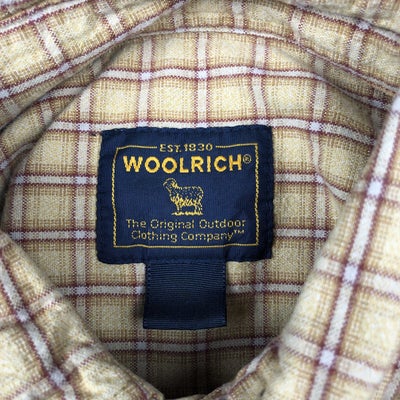 EST. 1830
WOOLRICH®
The Original Outdoor
Clothing Company™